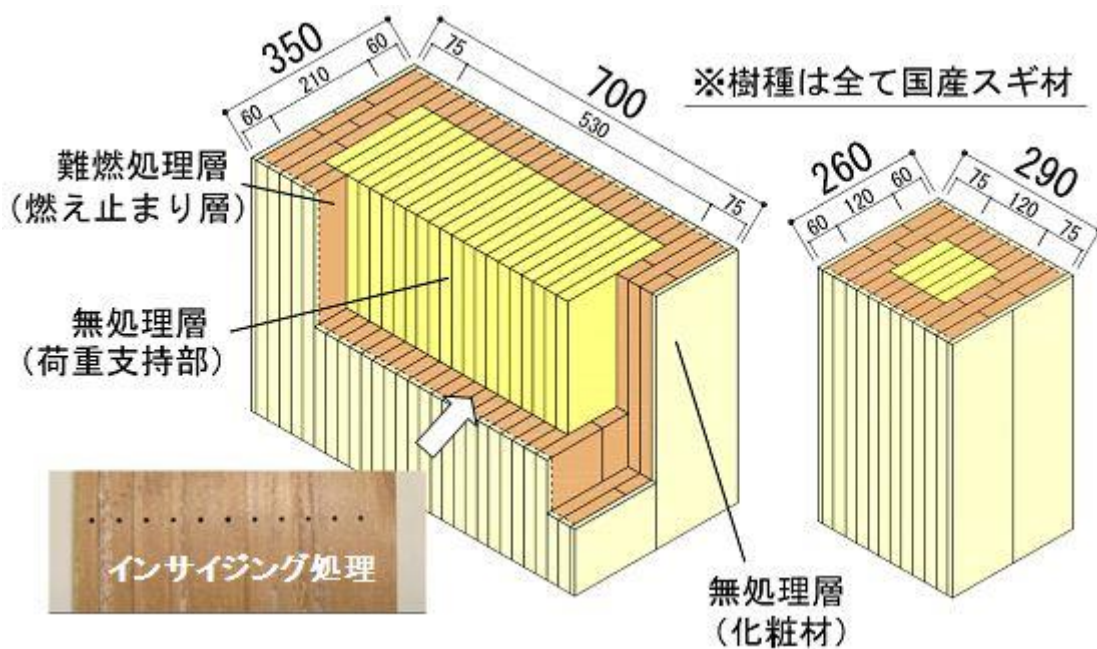 350
60
210
60
75
700
530
75
※樹種は全て国産スギ材
260
60
120
60
290
75
120
75
難燃処理層
(燃え止まり層)
無処理層
(荷重支持部)
インサイジング処理
無処理層
(化粧材)